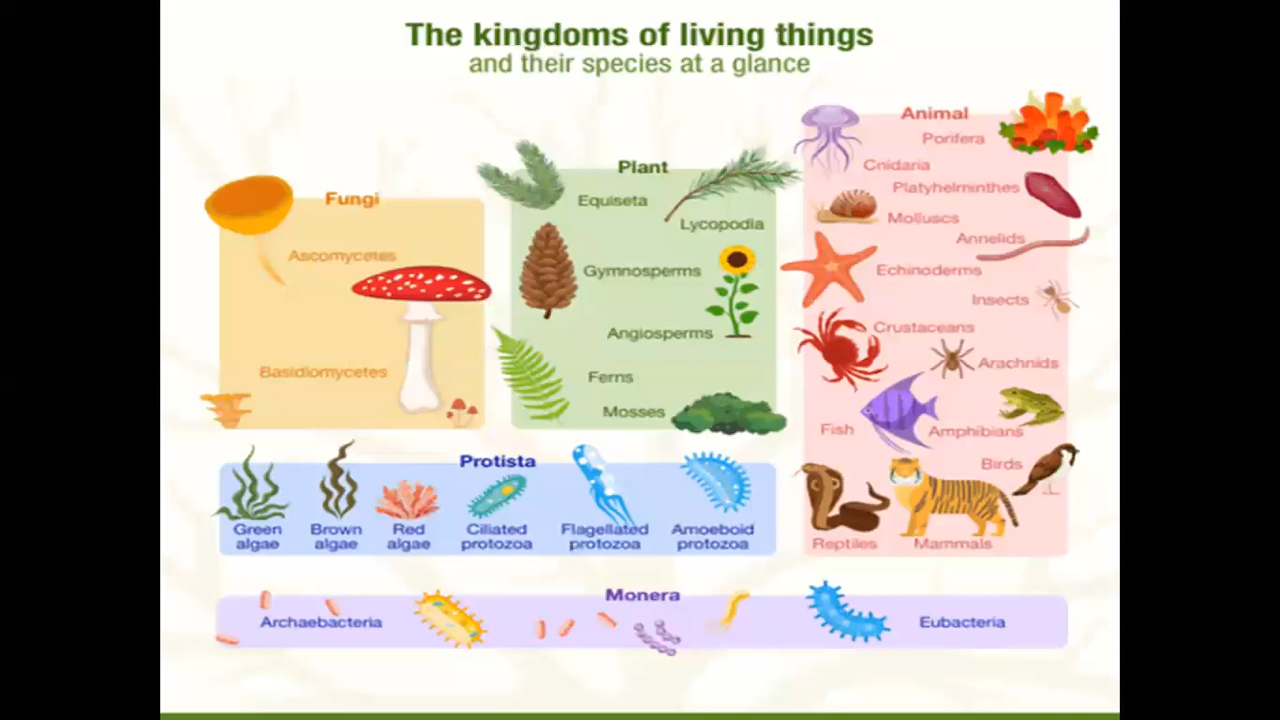 The kingdoms of living things
and their species at a glance
Fungi
Ascomycetes
Basidiomycetes
Plant
Equiseta
Lycopodia
Gymnosperms
Angiosperms
Ferns
Mosses
Animal
Porifera
Cnidaria
Platyhelminthes
Molluscs
Annelids
Echinoderms
Insects
Crustaceans
Arachnids
Fish
Amphibians
Birds
Reptiles
Mammals
Protista
Green
algae
Brown
algae
Red
algae
Ciliated
protozoa
Flagellated
protozoa
Amoeboid
protozoa
Monera
Archaebacteria
Eubacteria